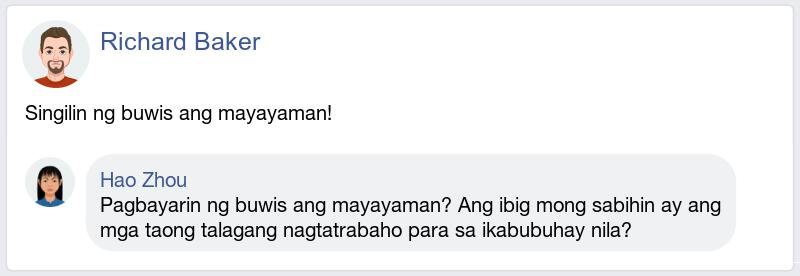 Richard Baker
Singilin ng buwis ang mayayaman!
Hao Zhou
Pagbayarin ng buwis ang mayayaman? Ang ibig mong sabihin ay ang
mga taong talagang nagtatrabaho para sa ikabubuhay nila?